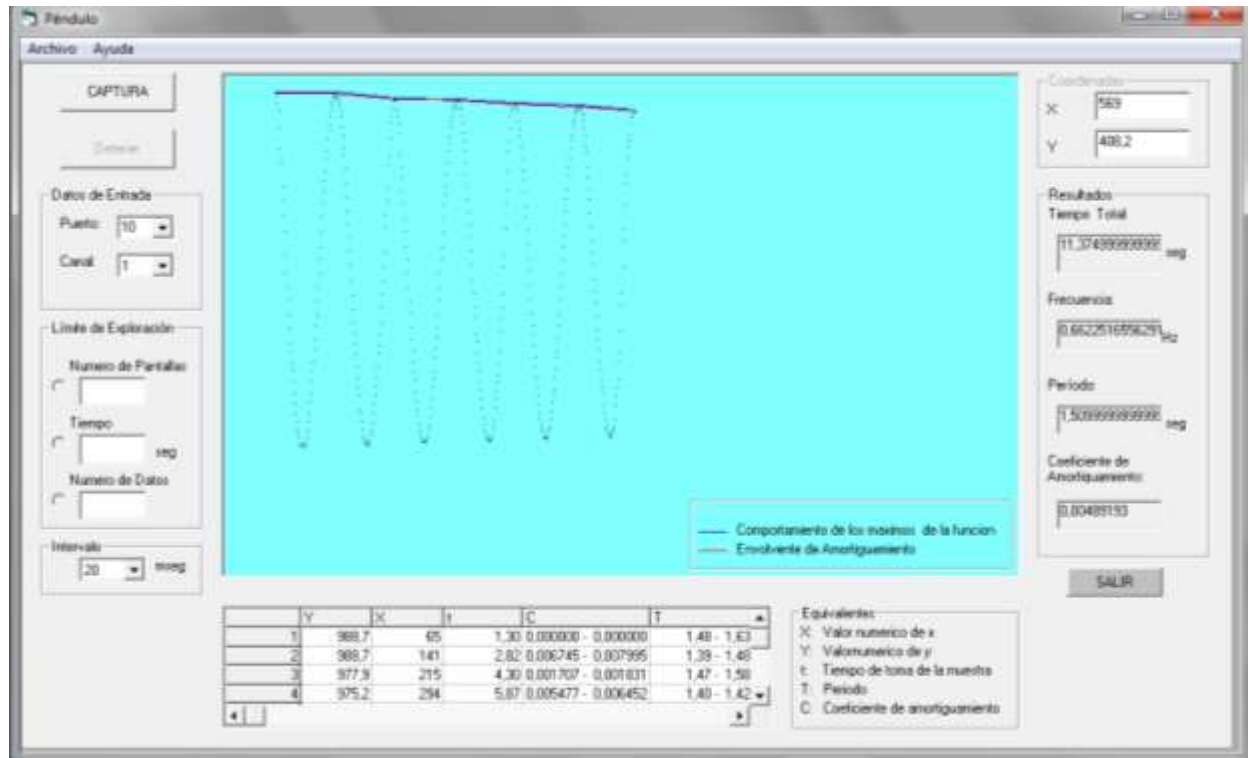 Péndulo
Archivo Ayuda
CAPTURA
Detener
Datos de Entrada
Puerto: 10
Canal: 1
Límite de Exploración
Numero de Pantallas
Tiempo
seg
Numero de Datos
Intervalo
20 mseg
Comportamiento de los maximos de la funcion
Envolvente de Amortiguamiento
Coordenadas
X 569
Y 408,2
Resultados
Tiempo Total
seg
Frecuencia
0,6622516556291 Hz
Período
seg
Coeficiente de
Amortiguamiento:
0,00489193
SALIR
Y X t C T
1 988,7 65 1,30 0,000000 - 0,000000 1,48 - 1,63
2 988,7 141 2,82 0,006745 - 0,007995 1,39 - 1,48
3 977,9 215 4,30 0,001707 - 0,001831 1,47 - 1,58
4 975,2 294 5,87 0,005477 - 0,006452 1,40 - 1,42
Equivalentes
X: Valor numerico de x
Y: Valornumerico de y
t: Tiempo de toma de la muestra
T: Periodo
C: Coeficiente de amortiguamiento